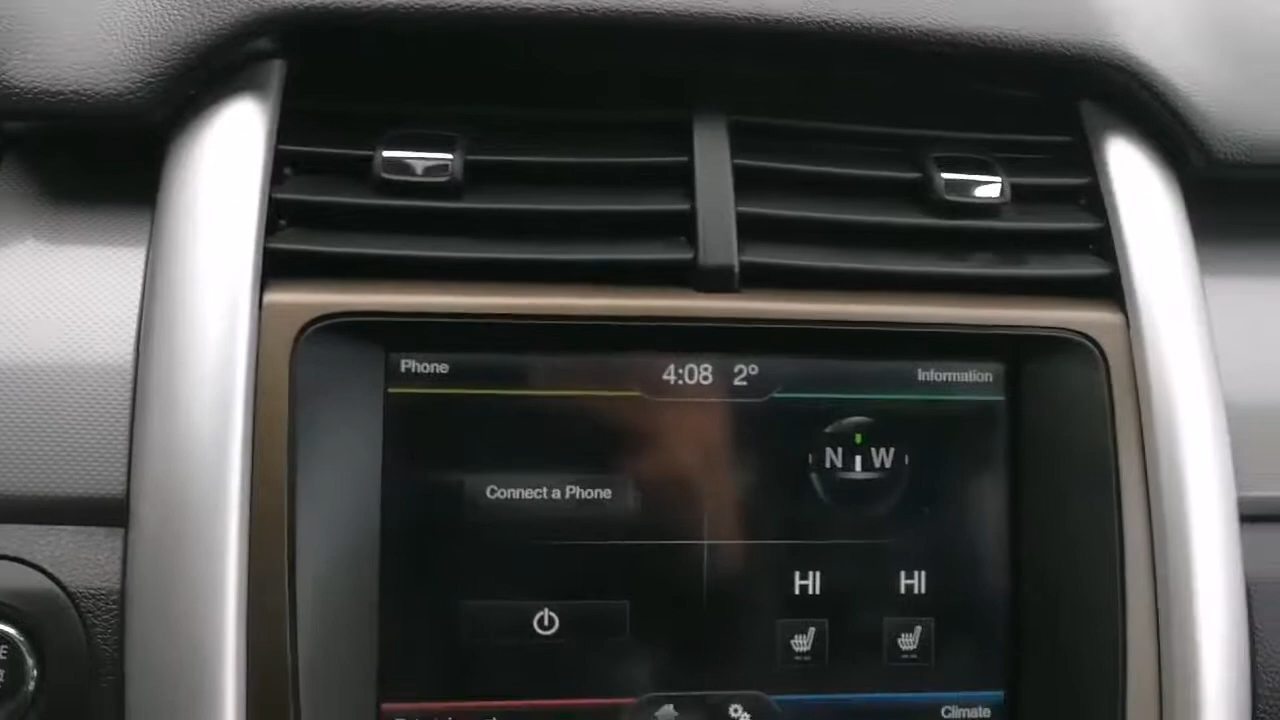 Phone 4:08 2° Information
N W
Connect a Phone
HI HI
Climate